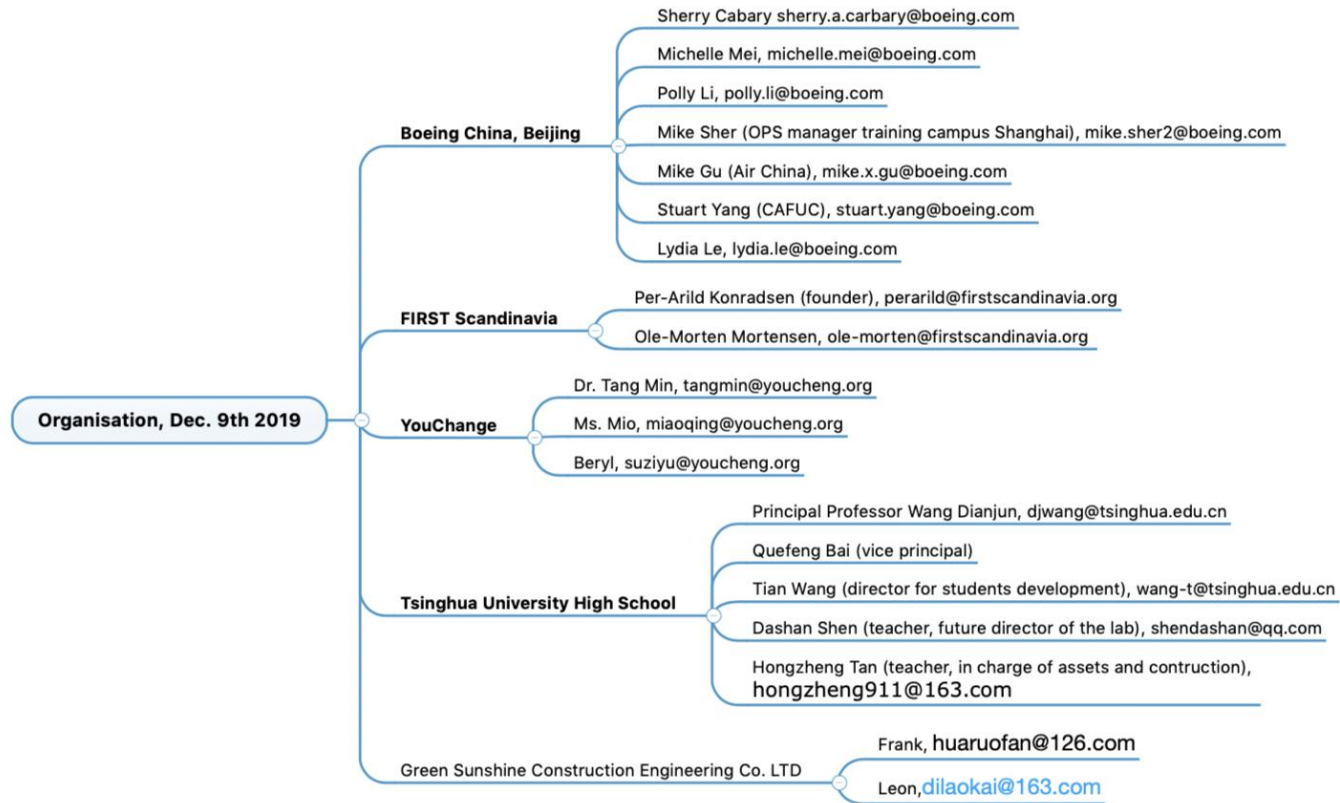 Organisation, Dec. 9th 2019
Boeing China, Beijing
Sherry Cabary sherry.a.carbary@boeing.com
Michelle Mei, michelle.mei@boeing.com
Polly Li, polly.li@boeing.com
Mike Sher (OPS manager training campus Shanghai), mike.sher2@boeing.com
Mike Gu (Air China), mike.x.gu@boeing.com
Stuart Yang (CAFUC), stuart.yang@boeing.com
Lydia Le, lydia.le@boeing.com
FIRST Scandinavia
Per-Arild Konradsen (founder), perarild@firstscandinavia.org
Ole-Morten Mortensen, ole-morten@firstscandinavia.org
YouChange
Dr. Tang Min, tangmin@youcheng.org
Ms. Mio, miaoqing@youcheng.org
Beryl, suziyu@youcheng.org
Tsinghua University High School
Principal Professor Wang Dianjun, djwang@tsinghua.edu.cn
Quefeng Bai (vice principal)
Tian Wang (director for students development), wang-t@tsinghua.edu.cn
Dashan Shen (teacher, future director of the lab), shendashan@qq.com
Hongzheng Tan (teacher, in charge of assets and contruction),
hongzheng911@163.com
Green Sunshine Construction Engineering Co. LTD
Frank, huaruofan@126.com
Leon,dilaokai@163.com